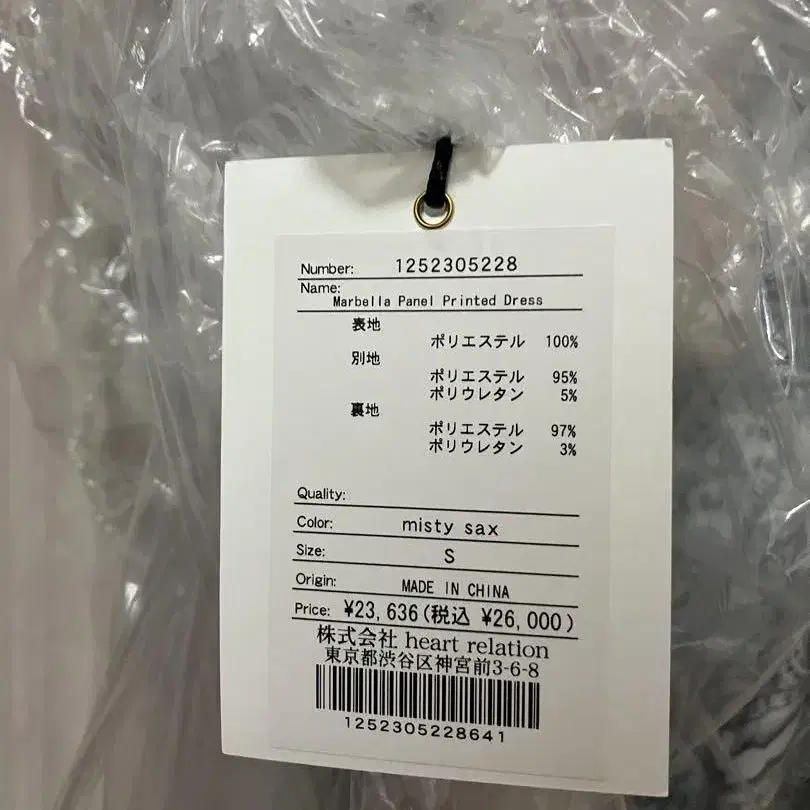 Number: 1252305228
Name:
Marbella Panel Printed Dress
表地
ポリエステル 100%
別地
ポリエステル 95%
ポリウレタン 5%
裏地
ポリエステル 97%
ポリウレタン 3%
Quality:
Color: misty sax
Size: S
Origin: MADE IN CHINA
Price: ¥23,636(税込 ¥26,000)
株式会社 heart relation
東京都渋谷区神宮前3-6-8
1252305228641